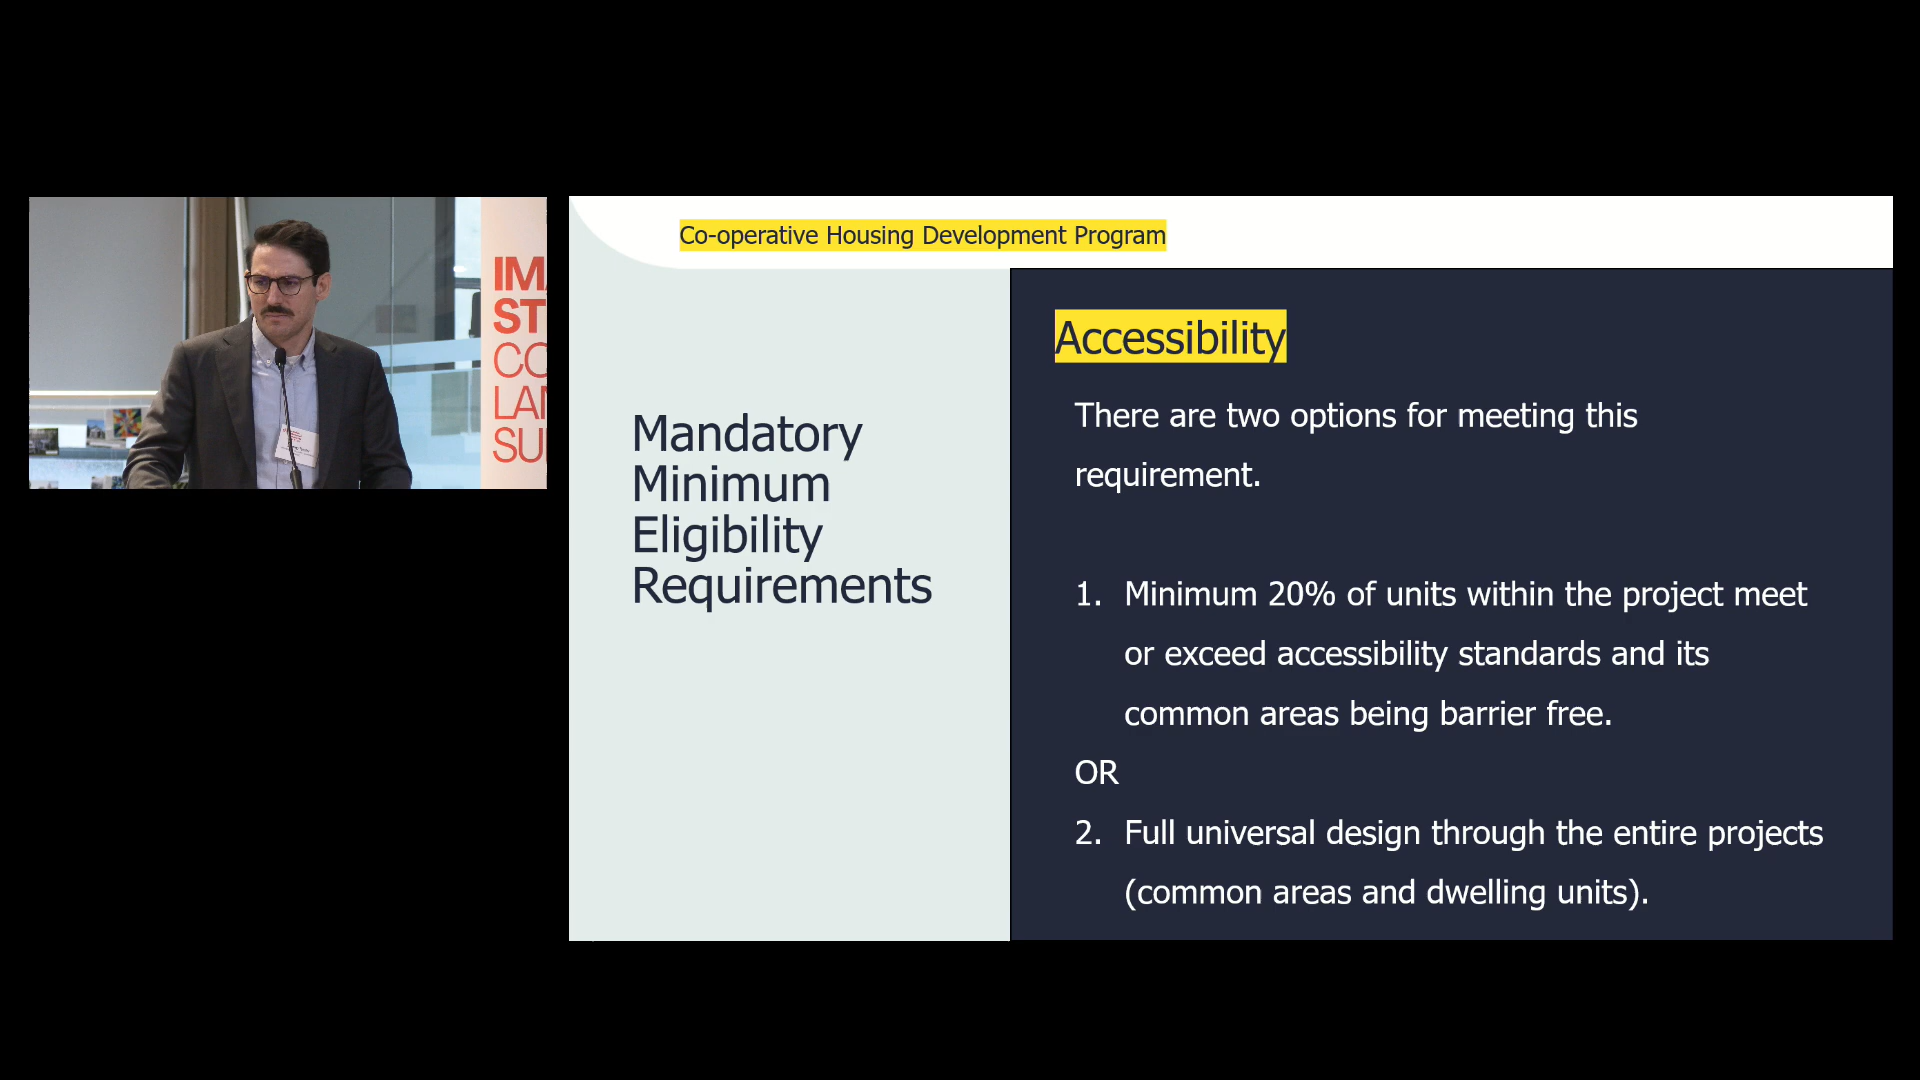 IMA
ST
CO
LAN
SU
Co-operative Housing Development Program
Mandatory
Minimum
Eligibility
Requirements
Accessibility
There are two options for meeting this
requirement.
1. Minimum 20% of units within the project meet
or exceed accessibility standards and its
common areas being barrier free.
OR
2. Full universal design through the entire projects
(common areas and dwelling units).